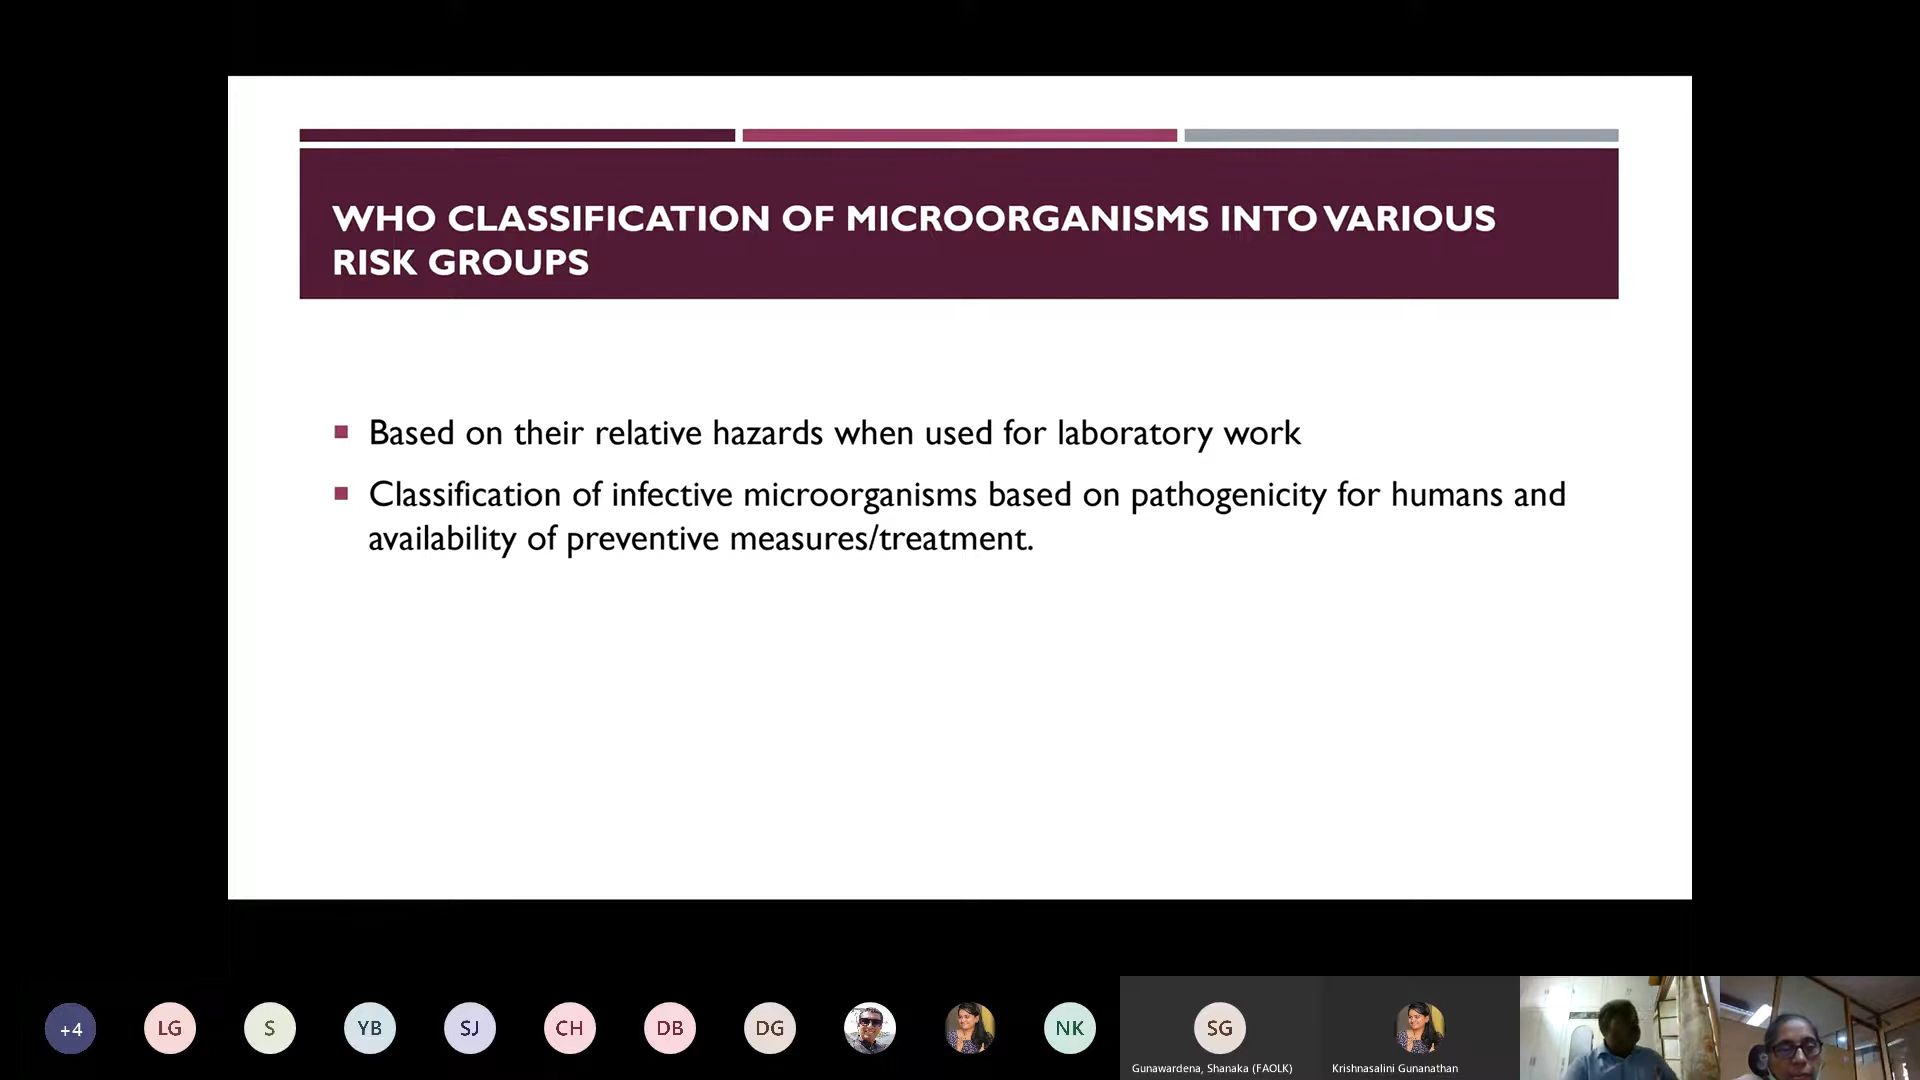 WHO CLASSIFICATION OF MICROORGANISMS INTO VARIOUS
RISK GROUPS
Based on their relative hazards when used for laboratory work
Classification of infective microorganisms based on pathogenicity for humans and
availability of preventive measures/treatment.
+4 LG S YB SJ CH DB DG NK SG
Gunawardena, Shanaka (FAOLK) Krishnasalini Gunanathan